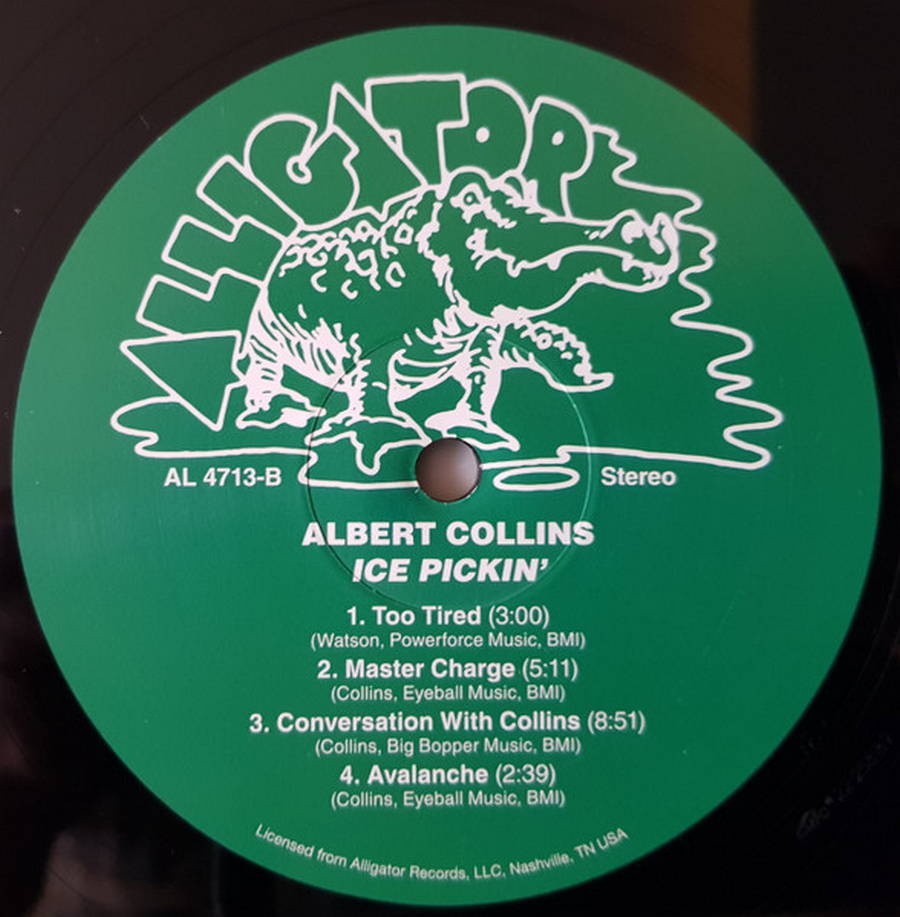 ALLIGATOR
AL 4713-B
Stereo
ALBERT COLLINS
ICE PICKIN'
1. Too Tired (3:00)
(Watson, Powerforce Music, BMI)
2. Master Charge (5:11)
(Collins, Eyeball Music, BMI)
3. Conversation With Collins (8:51)
(Collins, Big Bopper Music, BMI)
4. Avalanche (2:39)
(Collins, Eyeball Music, BMI)
Licensed from Alligator Records, LLC, Nashville, TN USA